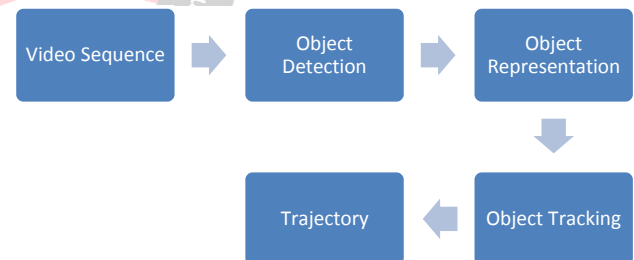 Video Sequence
Object
Detection
Object
Representation
Object Tracking
Trajectory